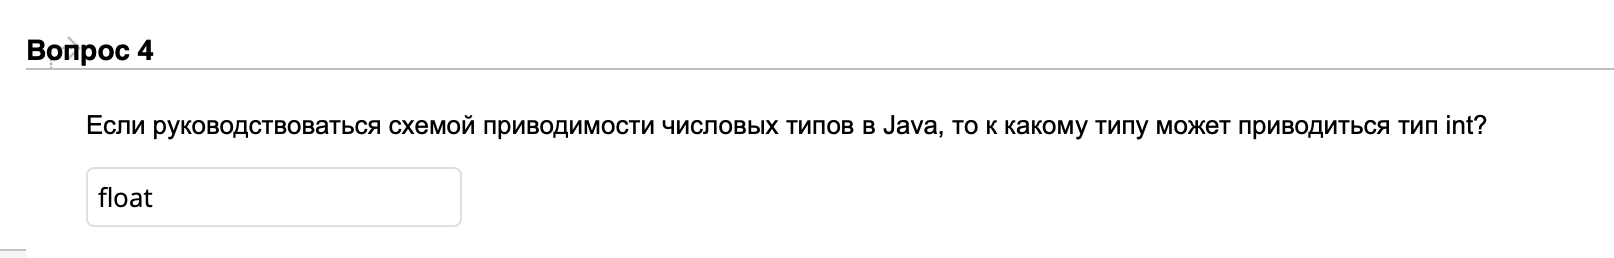 Вопрос 4
Если руководствоваться схемой приводимости числовых типов в Java, то к какому типу может приводиться тип int?
float